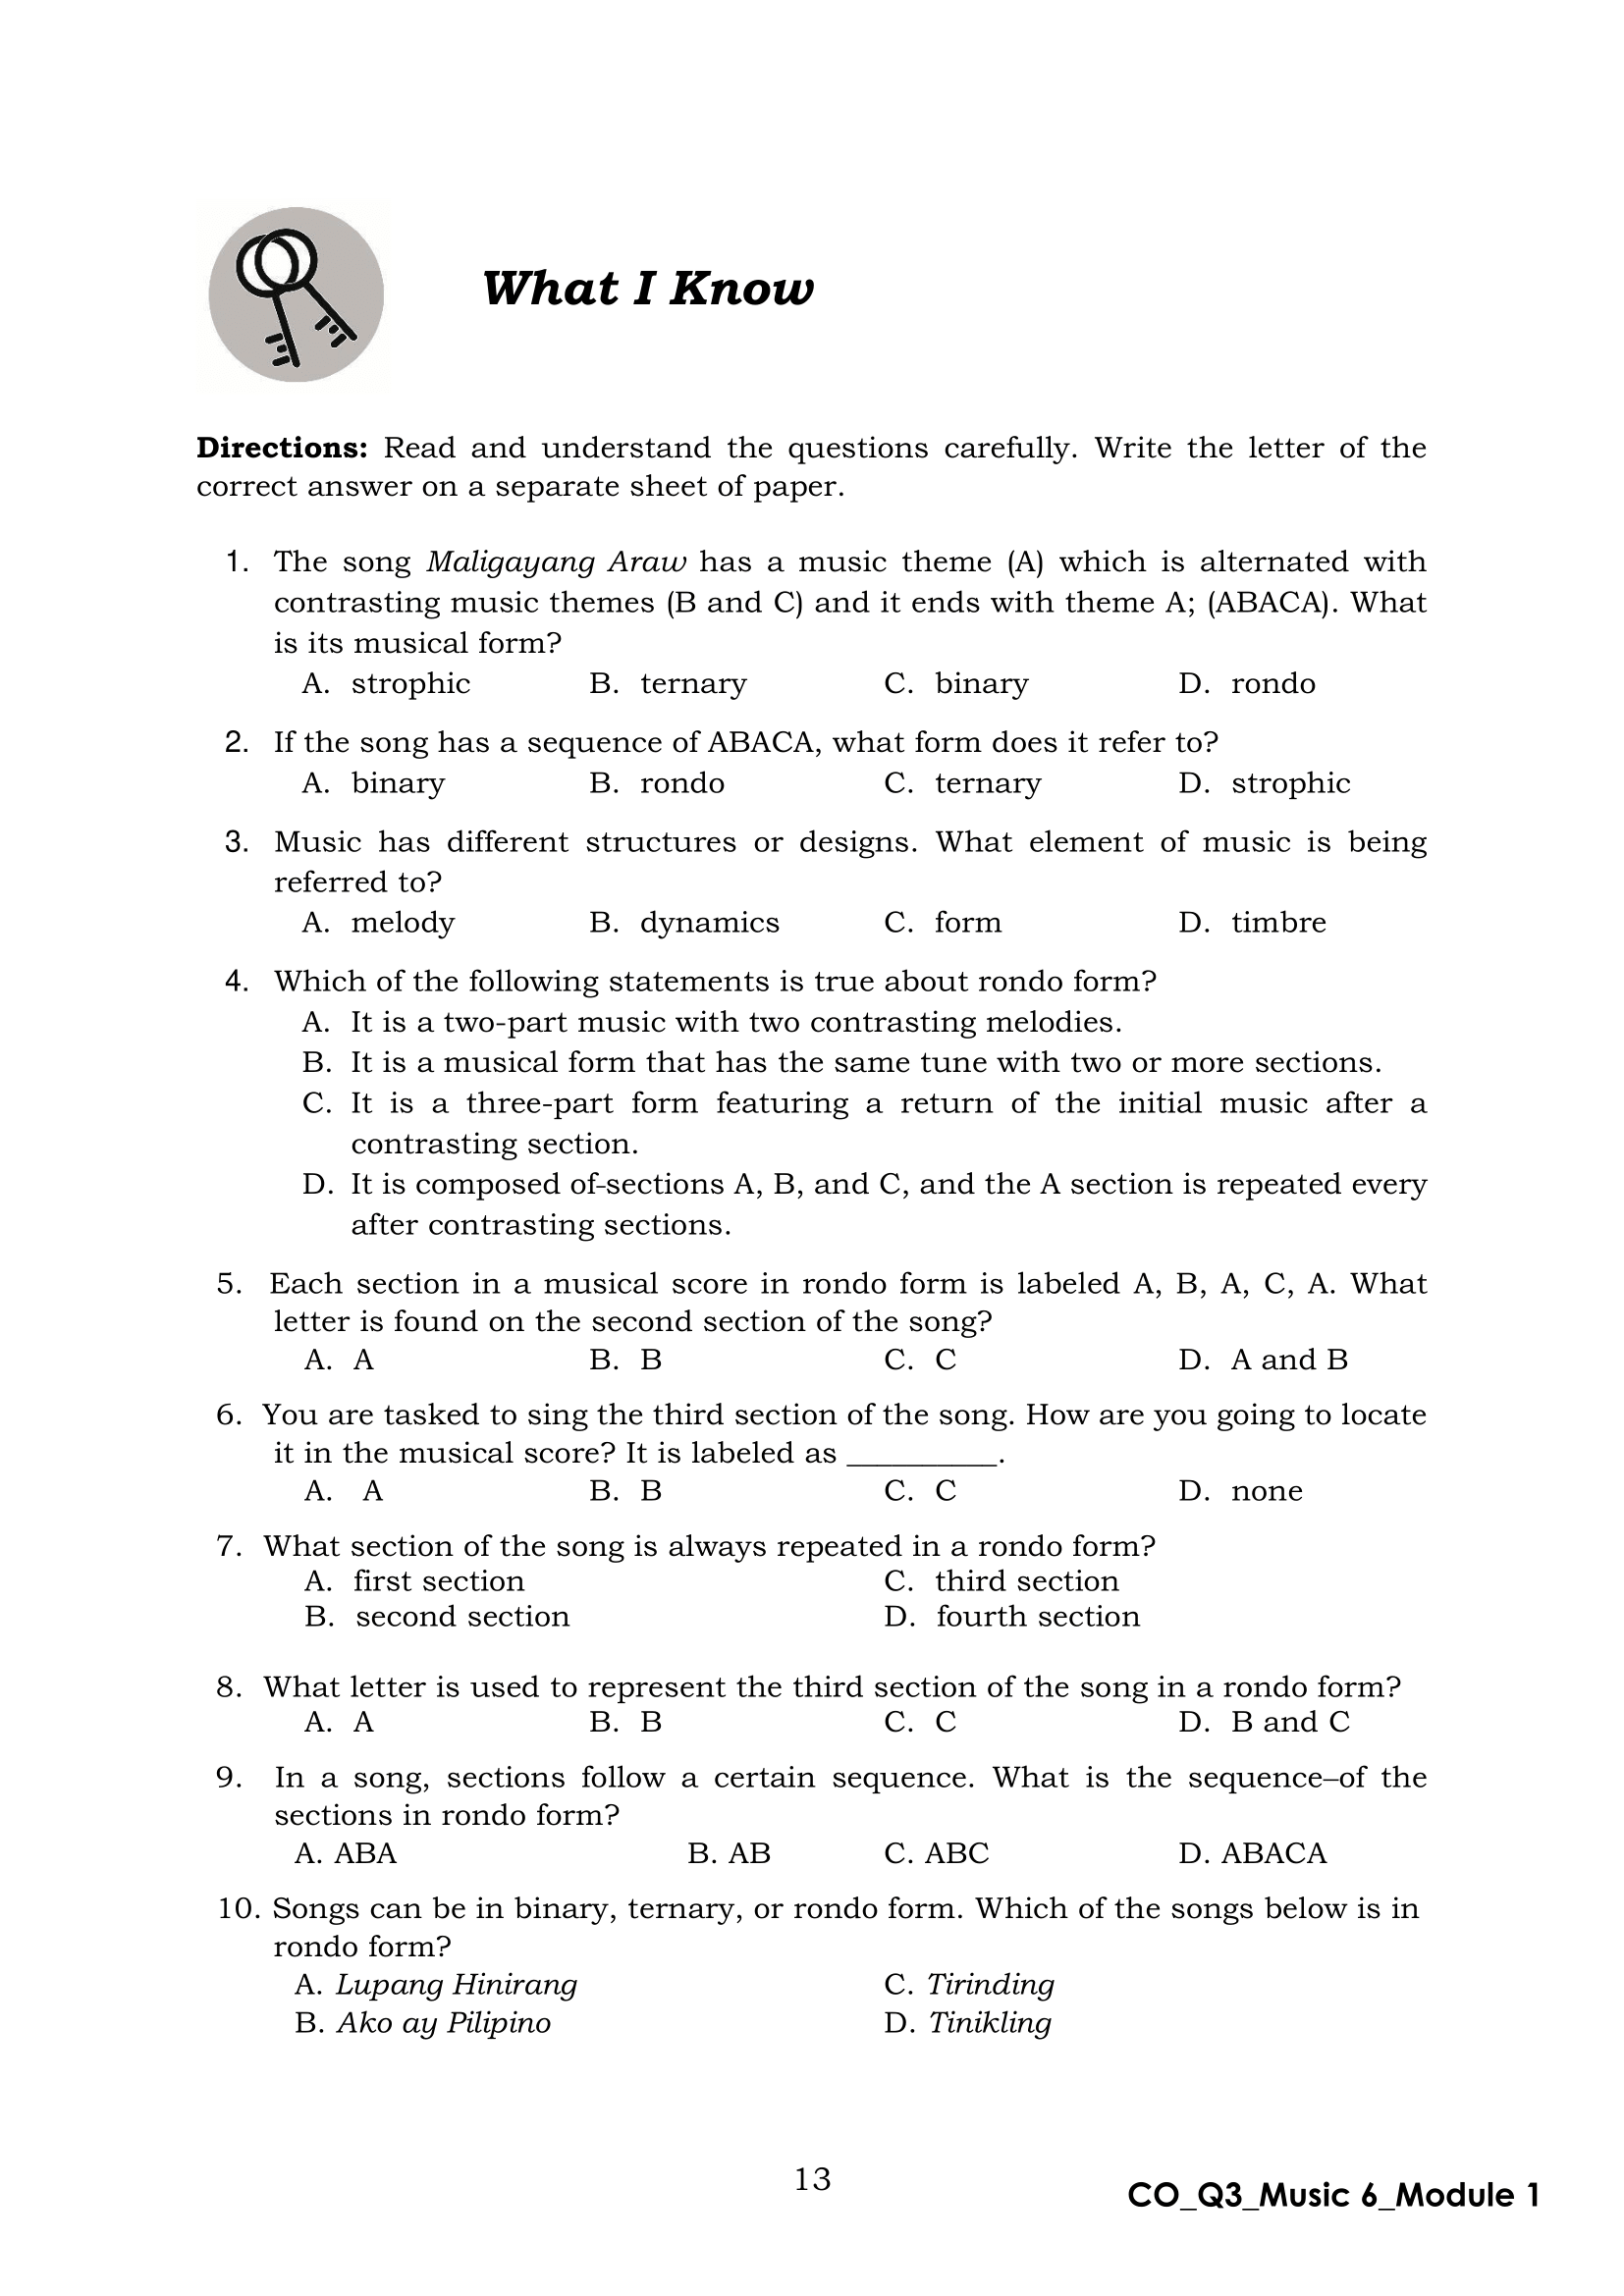 What I Know
Directions: Read and understand the questions carefully. Write the letter of the
correct answer on a separate sheet of paper.
1. The song Maligayang Araw has a music theme (A) which is alternated with
contrasting music themes (B and C) and it ends with theme A; (ABACA). What
is its musical form?
A. strophic B. ternary C. binary D. rondo
2. If the song has a sequence of ABACA, what form does it refer to?
A. binary B. rondo C. ternary D. strophic
3. Music has different structures or designs. What element of music is being
referred to?
A. melody B. dynamics C. form D. timbre
4. Which of the following statements is true about rondo form?
A. It is a two-part music with two contrasting melodies.
B. It is a musical form that has the same tune with two or more sections.
C. It is a three-part form featuring a return of the initial music after a
contrasting section.
D. It is composed of-sections A, B, and C, and the A section is repeated every
after contrasting sections.
5. Each section in a musical score in rondo form is labeled A, B, A, C, A. What
letter is found on the second section of the song?
A. A B. B C. C D. A and B
6. You are tasked to sing the third section of the song. How are you going to locate
it in the musical score? It is labeled as __________.
A. A B. B C. C D. none
7. What section of the song is always repeated in a rondo form?
A. first section C. third section
B. second section D. fourth section
8. What letter is used to represent the third section of the song in a rondo form?
A. A B. B C. C D. B and C
9. In a song, sections follow a certain sequence. What is the sequence–of the
sections in rondo form?
A. ABA B. AB C. ABC D. ABACA
10. Songs can be in binary, ternary, or rondo form. Which of the songs below is in
rondo form?
A. Lupang Hinirang C. Tirinding
B. Ako ay Pilipino D. Tinikling
13
CO_Q3_Music 6_Module 1